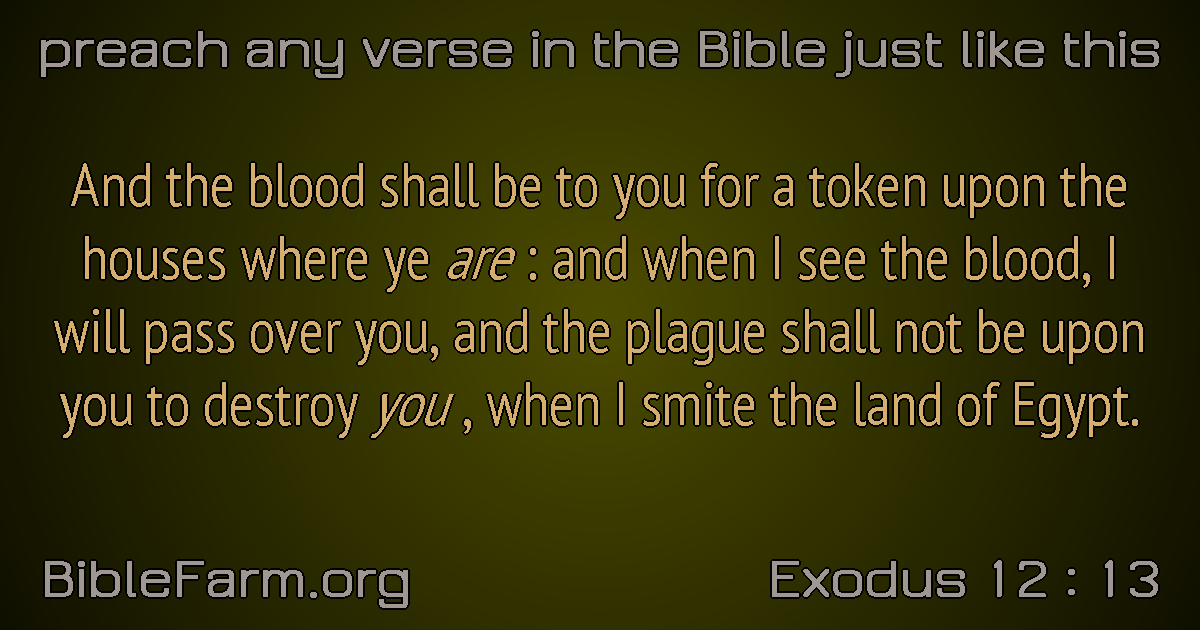 preach any verse in the Bible just like this
And the blood shall be to you for a token upon the
houses where ye are : and when I see the blood, I
will pass over you, and the plague shall not be upon
you to destroy you , when I smite the land of Egypt.
BibleFarm.org
Exodus 12 : 13